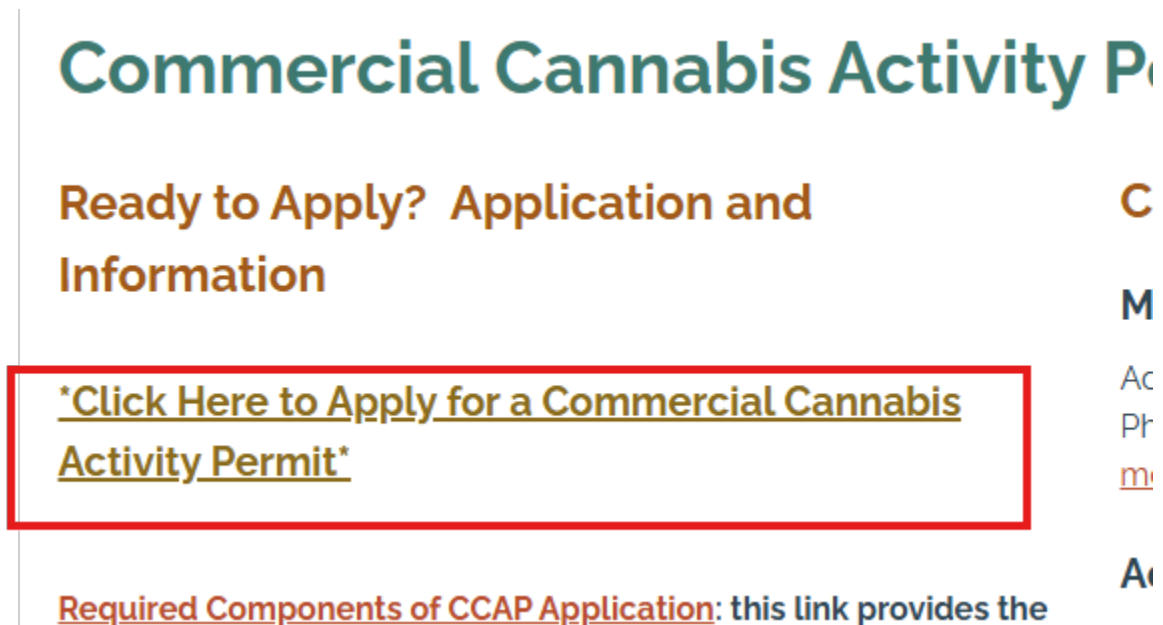 Commercial Cannabis Activity
Ready to Apply?  Application and
Information
*Click Here to Apply for a Commercial Cannabis
Activity Permit*
Required Components of CCAP Application: this link provides the